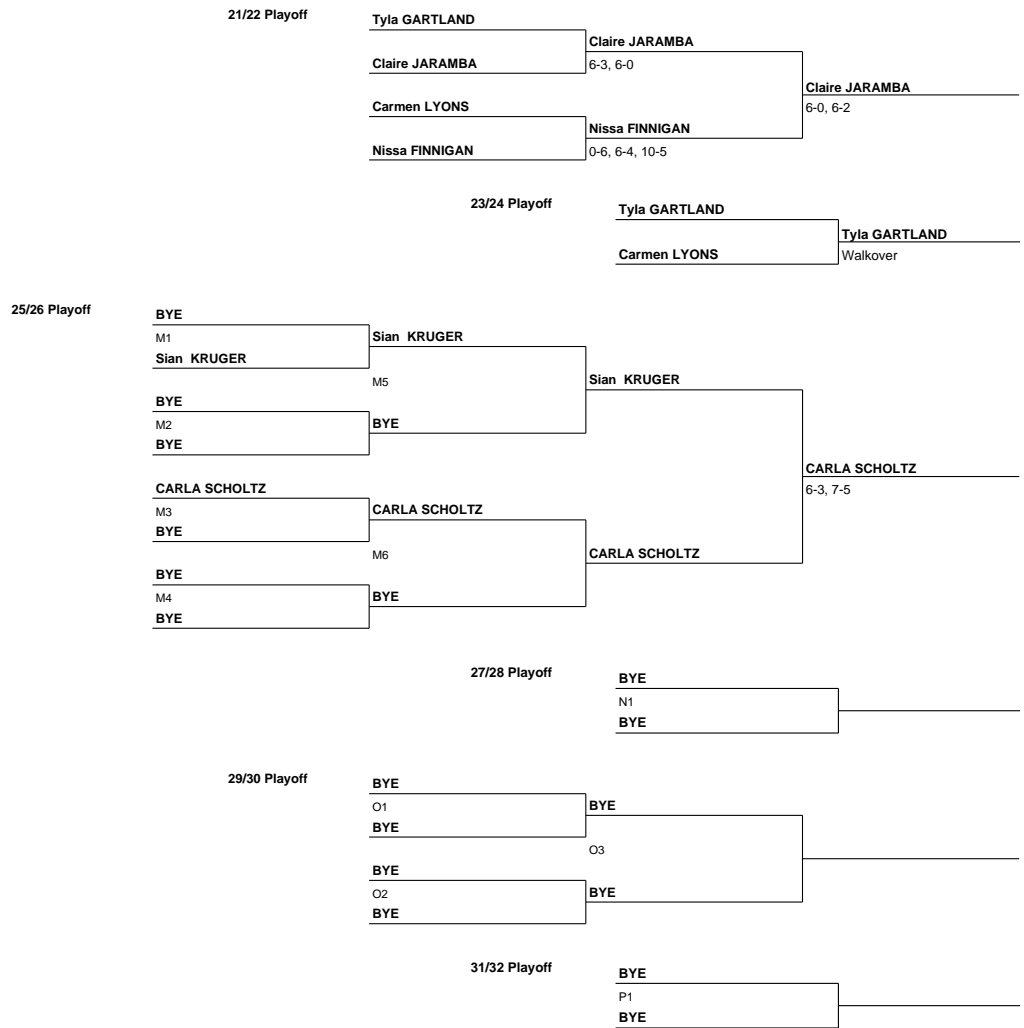 21/22 Playoff
Tyla GARTLAND
Claire JARAMBA
Claire JARAMBA
6-3, 6-0
Claire JARAMBA
6-0, 6-2
Carmen LYONS
Nissa FINNIGAN
Nissa FINNIGAN
0-6, 6-4, 10-5
23/24 Playoff
Tyla GARTLAND
Tyla GARTLAND
Carmen LYONS
Walkover
25/26 Playoff
BYE
M1
Sian  KRUGER
Sian  KRUGER
M5
Sian  KRUGER
BYE
M2
BYE
BYE
CARLA SCHOLTZ
6-3, 7-5
CARLA SCHOLTZ
M3
CARLA SCHOLTZ
BYE
M6
CARLA SCHOLTZ
BYE
M4
BYE
BYE
27/28 Playoff
BYE
N1
BYE
29/30 Playoff
BYE
O1
BYE
BYE
O3
BYE
O2
BYE
BYE
31/32 Playoff
BYE
P1
BYE